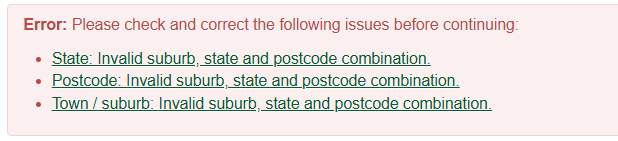 Error: Please check and correct the following issues before continuing:
State: Invalid suburb, state and postcode combination.
Postcode: Invalid suburb, state and postcode combination.
Town / suburb: Invalid suburb, state and postcode combination.